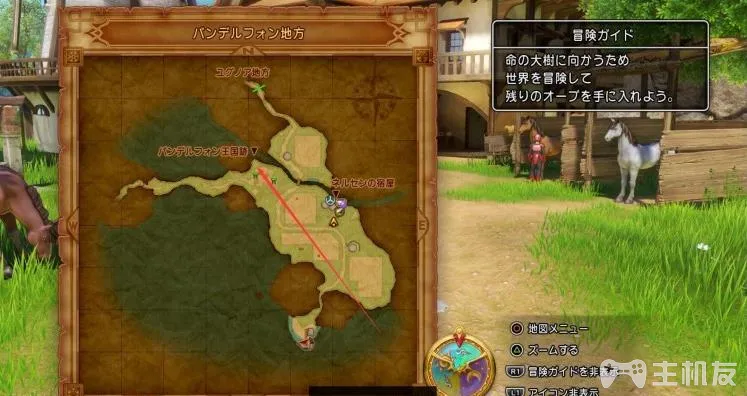 バンデルフォン地方
N
ユグノア地方
バンデルフォン王国跡
ネルセンの宿屋
W
E
冒険ガイド
命の大樹に向かうため
世界を冒険して
残りのオーブを手に入れよう。
地図メニュー
ズームする
R1 冒険ガイドを非表示
L1 アイコン非表示
主机友